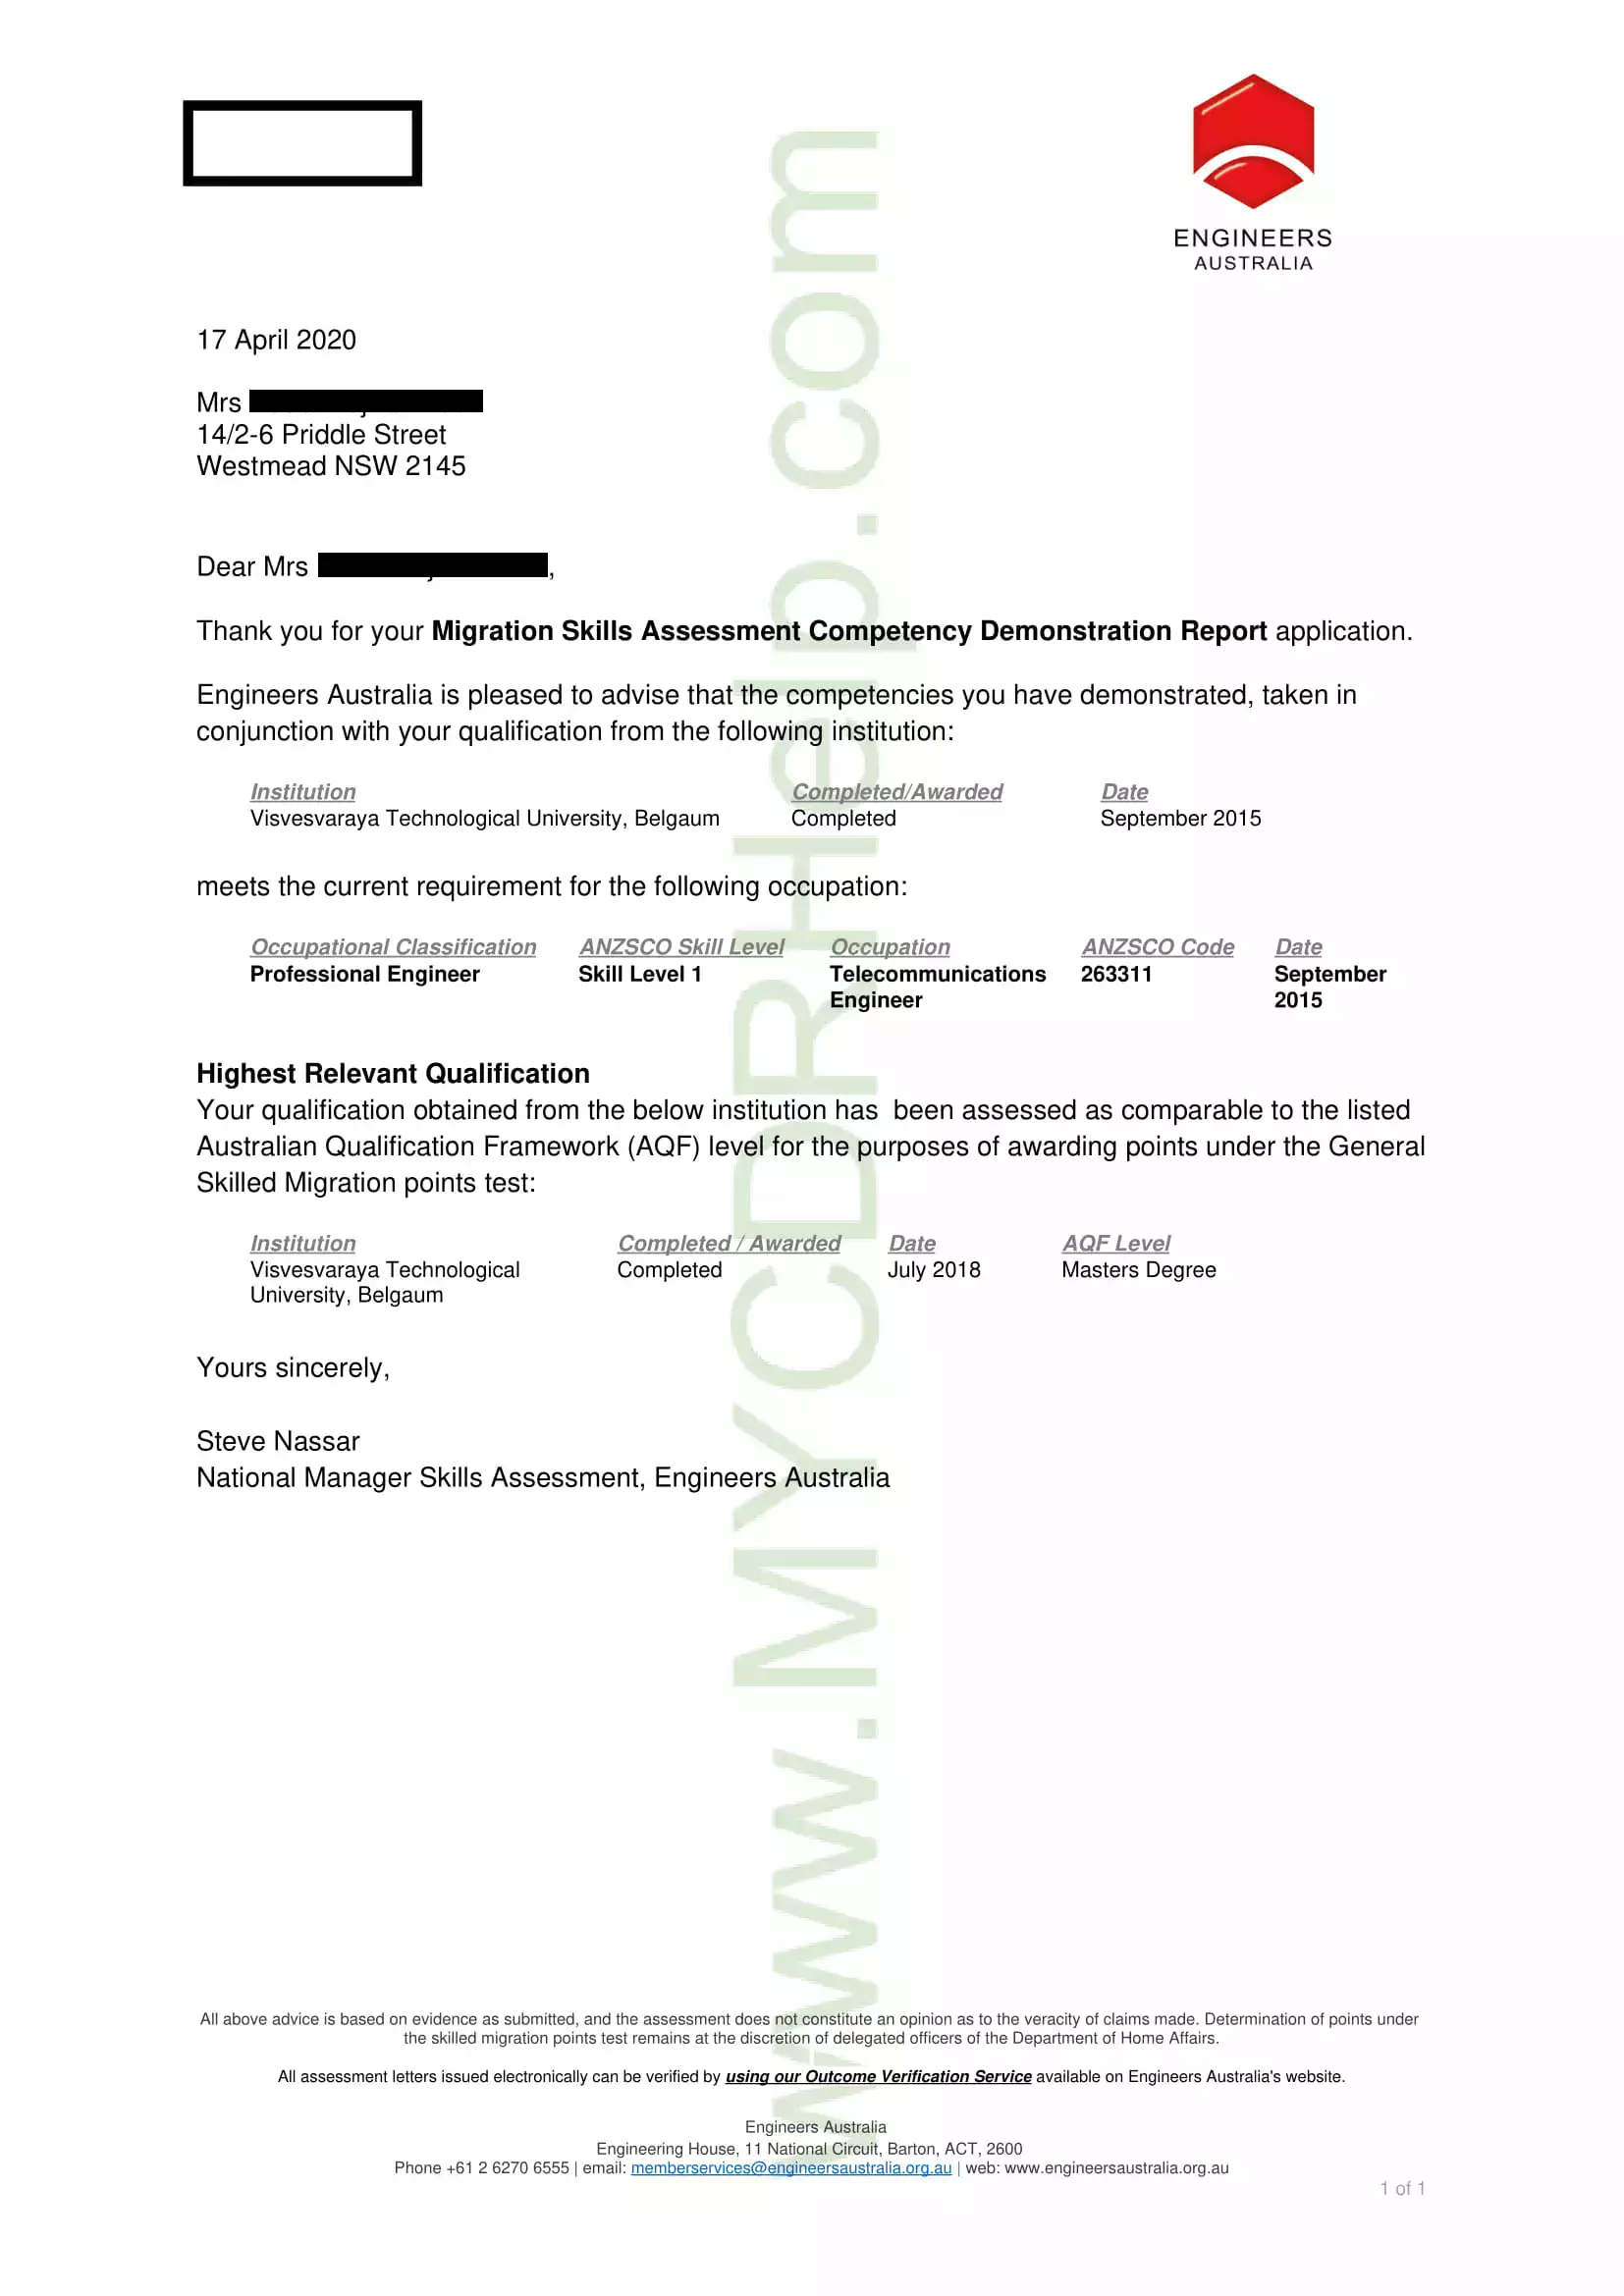 ENGINEERS
AUSTRALIA
17 April 2020
Mrs
14/2-6 Priddle Street
Westmead NSW 2145
Dear Mrs ,
Thank you for your Migration Skills Assessment Competency Demonstration Report application.
Engineers Australia is pleased to advise that the competencies you have demonstrated, taken in
conjunction with your qualification from the following institution:
Institution Completed/Awarded Date
Visvesvaraya Technological University, Belgaum Completed September 2015
meets the current requirement for the following occupation:
Occupational Classification ANZSCO Skill Level Occupation ANZSCO Code Date
Professional Engineer Skill Level 1 Telecommunications 263311 September
Engineer 2015
Highest Relevant Qualification
Your qualification obtained from the below institution has been assessed as comparable to the listed
Australian Qualification Framework (AQF) level for the purposes of awarding points under the General
Skilled Migration points test:
Institution Completed / Awarded Date AQF Level
Visvesvaraya Technological Completed July 2018 Masters Degree
University, Belgaum
Yours sincerely,
Steve Nassar
National Manager Skills Assessment, Engineers Australia
All above advice is based on evidence as submitted, and the assessment does not constitute an opinion as to the veracity of claims made. Determination of points under
the skilled migration points test remains at the discretion of delegated officers of the Department of Home Affairs.
All assessment letters issued electronically can be verified by using our Outcome Verification Service available on Engineers Australia's website.
Engineers Australia
Engineering House, 11 National Circuit, Barton, ACT, 2600
Phone +61 2 6270 6555 | email: memberservices@engineersaustralia.org.au | web: www.engineersaustralia.org.au
1 of 1
www.MYCDRHelp.com